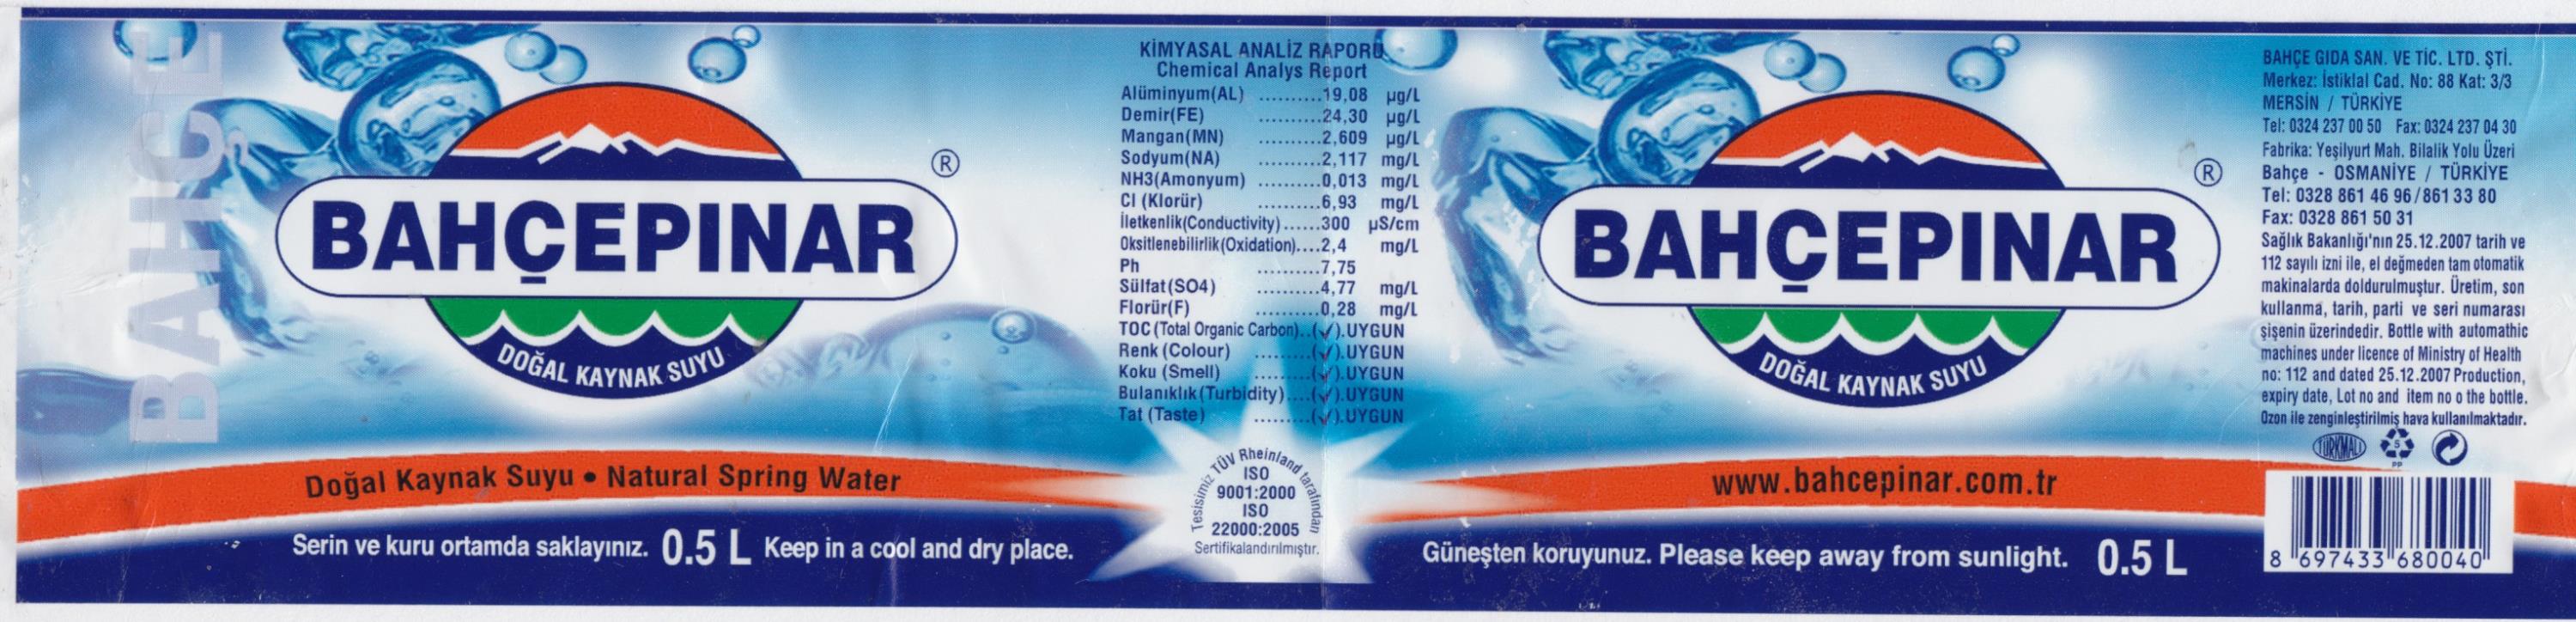 BAHÇE
BAHÇEPINAR
®
DOĞAL KAYNAK SUYU
Doğal Kaynak Suyu • Natural Spring Water
Serin ve kuru ortamda saklayınız. 0.5 L Keep in a cool and dry place.
KİMYASAL ANALİZ RAPORU
Chemical Analys Report
Alüminyum(AL) ..........19,08 µg/L
Demir(FE) ..........24,30 µg/L
Mangan(MN) ..........2,609 µg/L
Sodyum(NA) ..........2,117 mg/L
NH3(Amonyum) ..........0,013 mg/L
Cl (Klorür) ..........6,93 mg/L
İletkenlik(Conductivity)......300 µS/cm
Oksitlenebilirlik(Oxidation)....2,4 mg/L
Ph ..........7,75
Sülfat(SO4) ..........4,77 mg/L
Florür(F) ..........0,28 mg/L
TOC (Total Organic Carbon)..(√).UYGUN
Renk (Colour) .........(√).UYGUN
Koku (Smell) .........(√).UYGUN
Bulanıklık(Turbidity)....(√).UYGUN
Tat (Taste) .........(√).UYGUN
Tesisimiz TÜV Rheinland tarafından
ISO
9001:2000
ISO
22000:2005
Sertifikalandırılmıştır.
BAHÇEPINAR
®
DOĞAL KAYNAK SUYU
www.bahcepinar.com.tr
Güneşten koruyunuz. Please keep away from sunlight. 0.5 L
BAHÇE GIDA SAN. VE TİC. LTD. ŞTİ.
Merkez: İstiklal Cad. No: 88 Kat: 3/3
MERSİN / TÜRKİYE
Tel: 0324 237 00 50 Fax: 0324 237 04 30
Fabrika: Yeşilyurt Mah. Bilalik Yolu Üzeri
Bahçe - OSMANİYE / TÜRKİYE
Tel: 0328 861 46 96/861 33 80
Fax: 0328 861 50 31
Sağlık Bakanlığı'nın 25.12.2007 tarih ve
112 sayılı izni ile, el değmeden tam otomatik
makinalarda doldurulmuştur. Üretim, son
kullanma, tarih, parti ve seri numarası
şişenin üzerindedir. Bottle with automathic
machines under licence of Ministry of Health
no: 112 and dated 25.12.2007 Production,
expiry date, Lot no and item no o the bottle.
Ozon ile zenginleştirilmiş hava kullanılmaktadır.
TÜRKMALI
5
PP
8 697433 680040